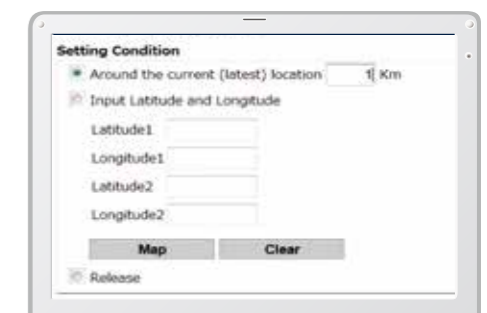 Setting Condition
Around the current (latest) location 1 Km
Input Latitude and Longitude
Latitude1
Longitude1
Latitude2
Longitude2
Map Clear
Release